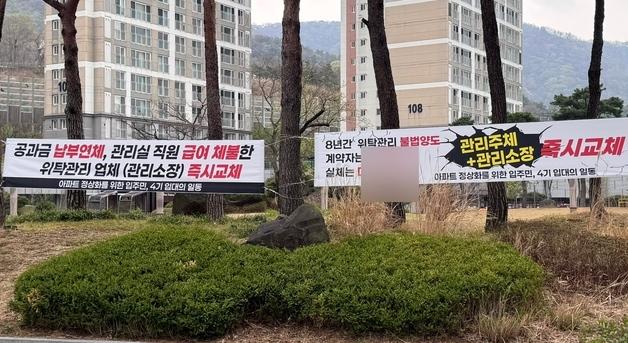 공과금 납부연체, 관리실 직원 급여 체불한
위탁관리 업체 (관리소장) 즉시교체
아파트 정상화를 위한 입주민, 4기 입대의 일동
8년간 위탁관리 불법양도
계약자는
실체는
관리주체
+관리소장
즉시교체
아파트 정상화를 위한 입주민, 4기 입대의 일동
108